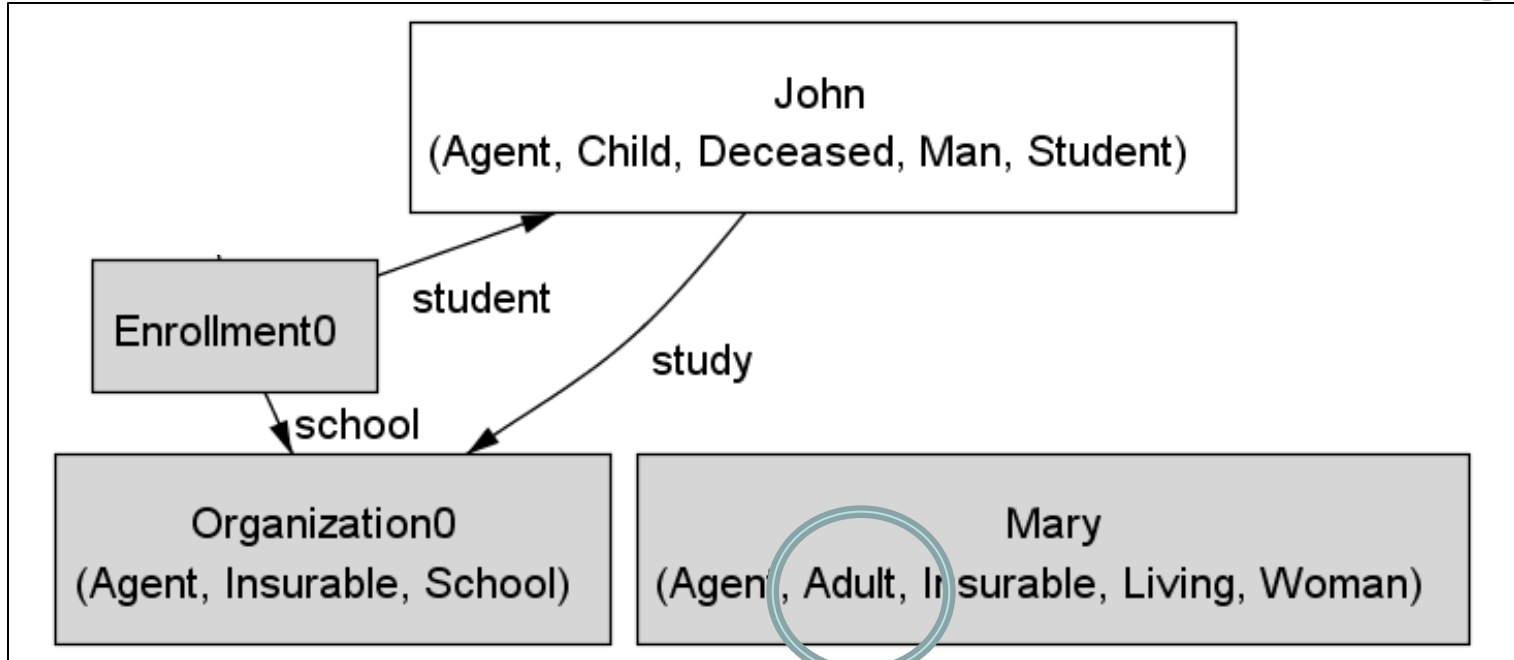 John
(Agent, Child, Deceased, Man, Student)
Enrollment0
student
study
school
Organization0
(Agent, Insurable, School)
Mary
(Agent, Adult, Insurable, Living, Woman)